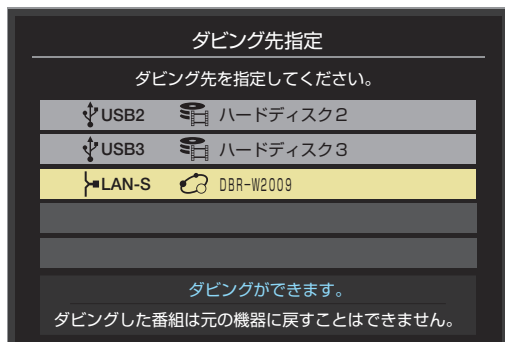 ダビング先指定
ダビング先を指定してください。
USB2 ハードディスク2
USB3 ハードディスク3
LAN-S DBR-W2009
ダビングができます。
ダビングした番組は元の機器に戻すことはできません。